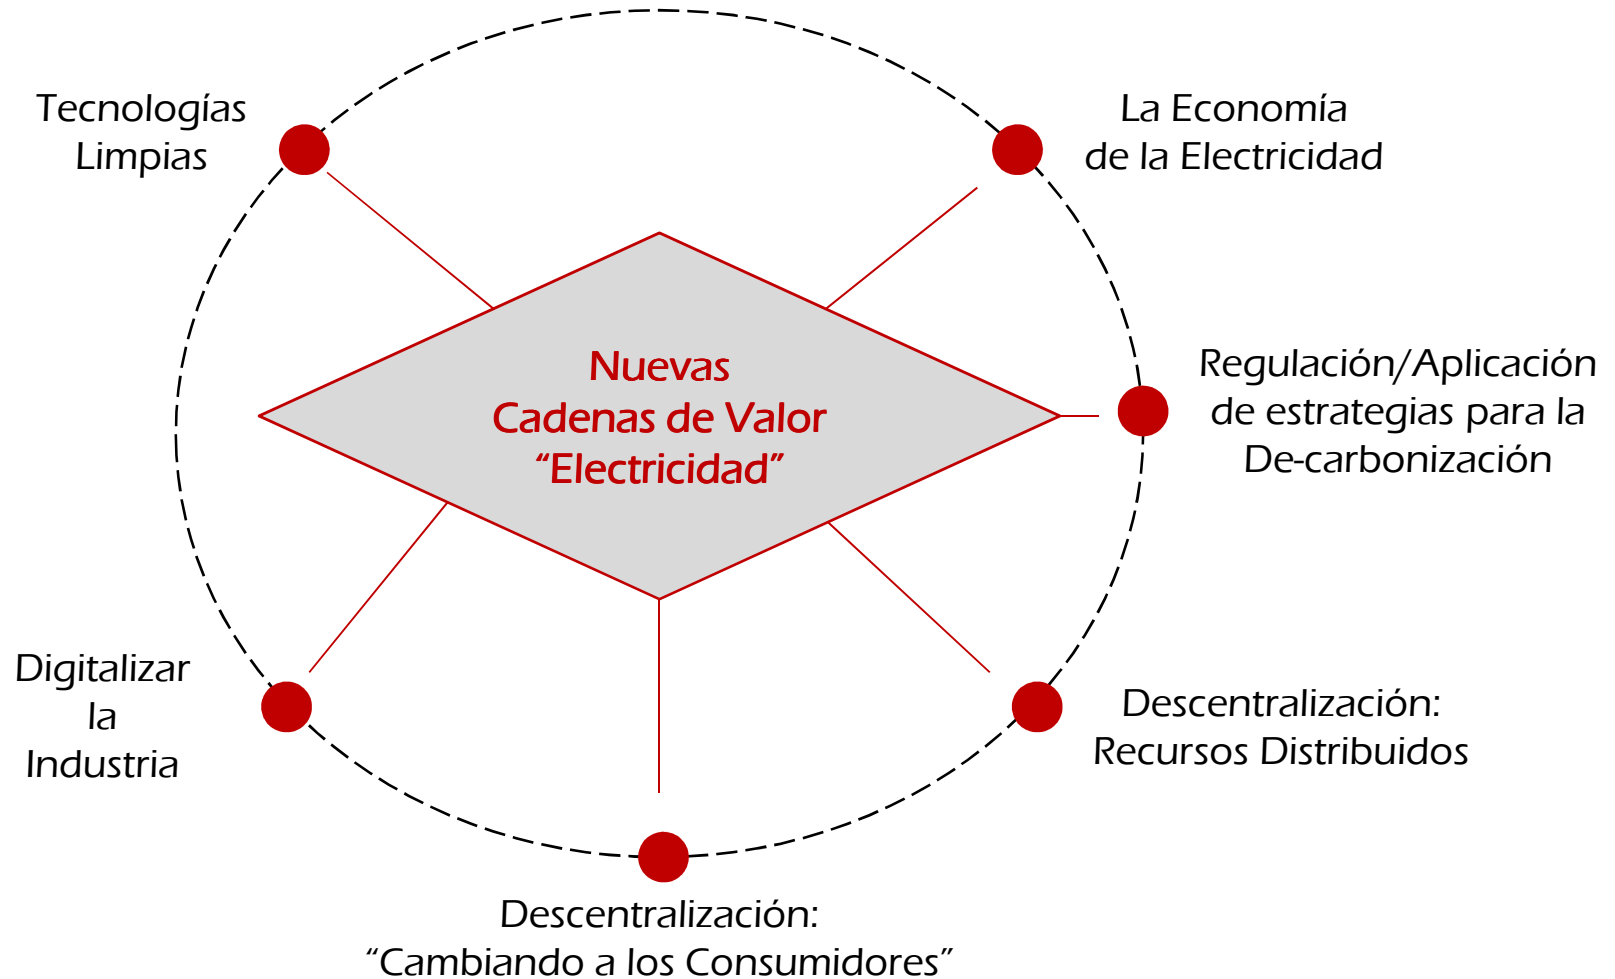 Tecnologías
Limpias
La Economía
de la Electricidad
Nuevas
Cadenas de Valor
“Electricidad”
Regulación/Aplicación
de estrategias para la
De-carbonización
Digitalizar
la
Industria
Descentralización:
Recursos Distribuidos
Descentralización:
“Cambiando a los Consumidores”